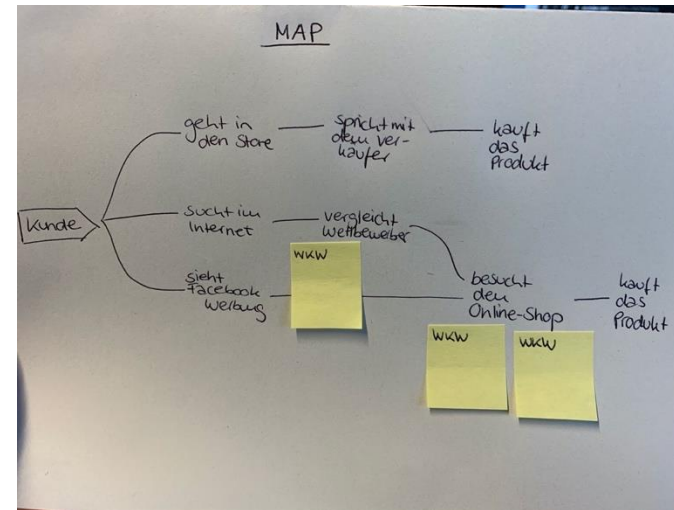 MAP
geht in
den Store
spricht mit
dem Ver-
käufer
kauft
das
Produkt
Kunde
sucht im
Internet
vergleicht
Wettbewerber
sieht
Facebook
Werbung
WKW
besucht
den
Online-Shop
kauft
das
Produkt
WKW
WKW